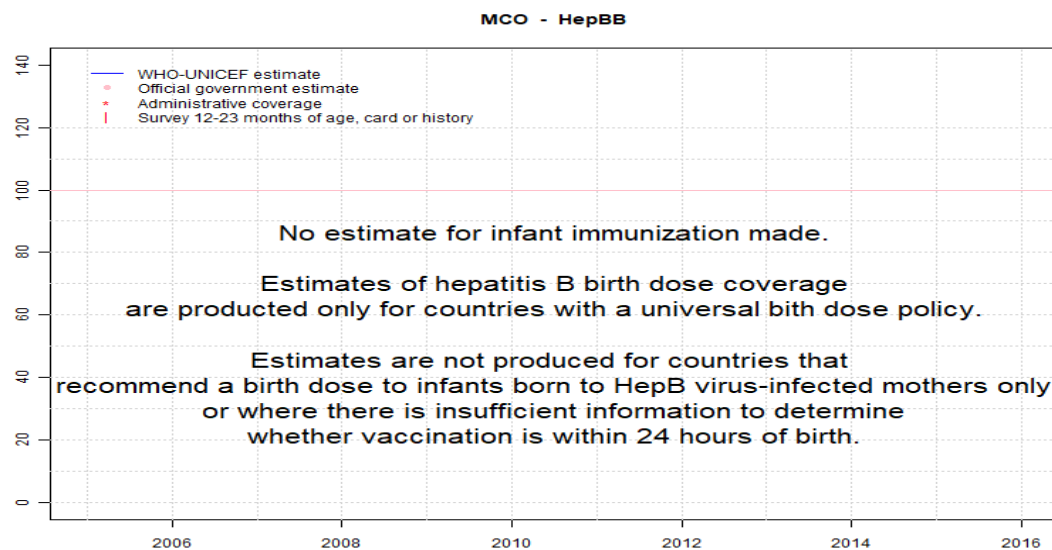 MCO - HepBB
140
120
100
80
60
40
20
0
WHO-UNICEF estimate
Official government estimate
Administrative coverage
Survey 12-23 months of age, card or history
No estimate for infant immunization made.
Estimates of hepatitis B birth dose coverage
are producted only for countries with a universal bith dose policy.
Estimates are not produced for countries that
recommend a birth dose to infants born to HepB virus-infected mothers only
or where there is insufficient information to determine
whether vaccination is within 24 hours of birth.
2006 2008 2010 2012 2014 2016